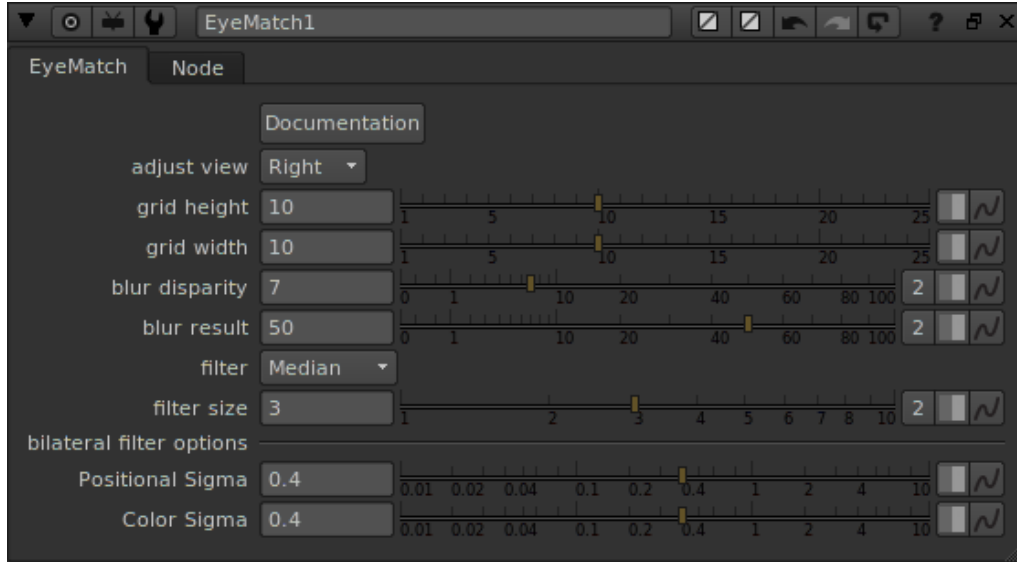 EyeMatch1 ?
EyeMatch Node
Documentation
adjust view Right
grid height 10 1 5 10 15 20 25
grid width 10 1 5 10 15 20 25
blur disparity 7 0 1 10 20 40 60 80 100 2
blur result 50 0 1 10 20 40 60 80 100 2
filter Median
filter size 3 1 2 3 4 5 6 7 8 10 2
bilateral filter options
Positional Sigma 0.4 0.01 0.02 0.04 0.1 0.2 0.4 1 2 4 10
Color Sigma 0.4 0.01 0.02 0.04 0.1 0.2 0.4 1 2 4 10